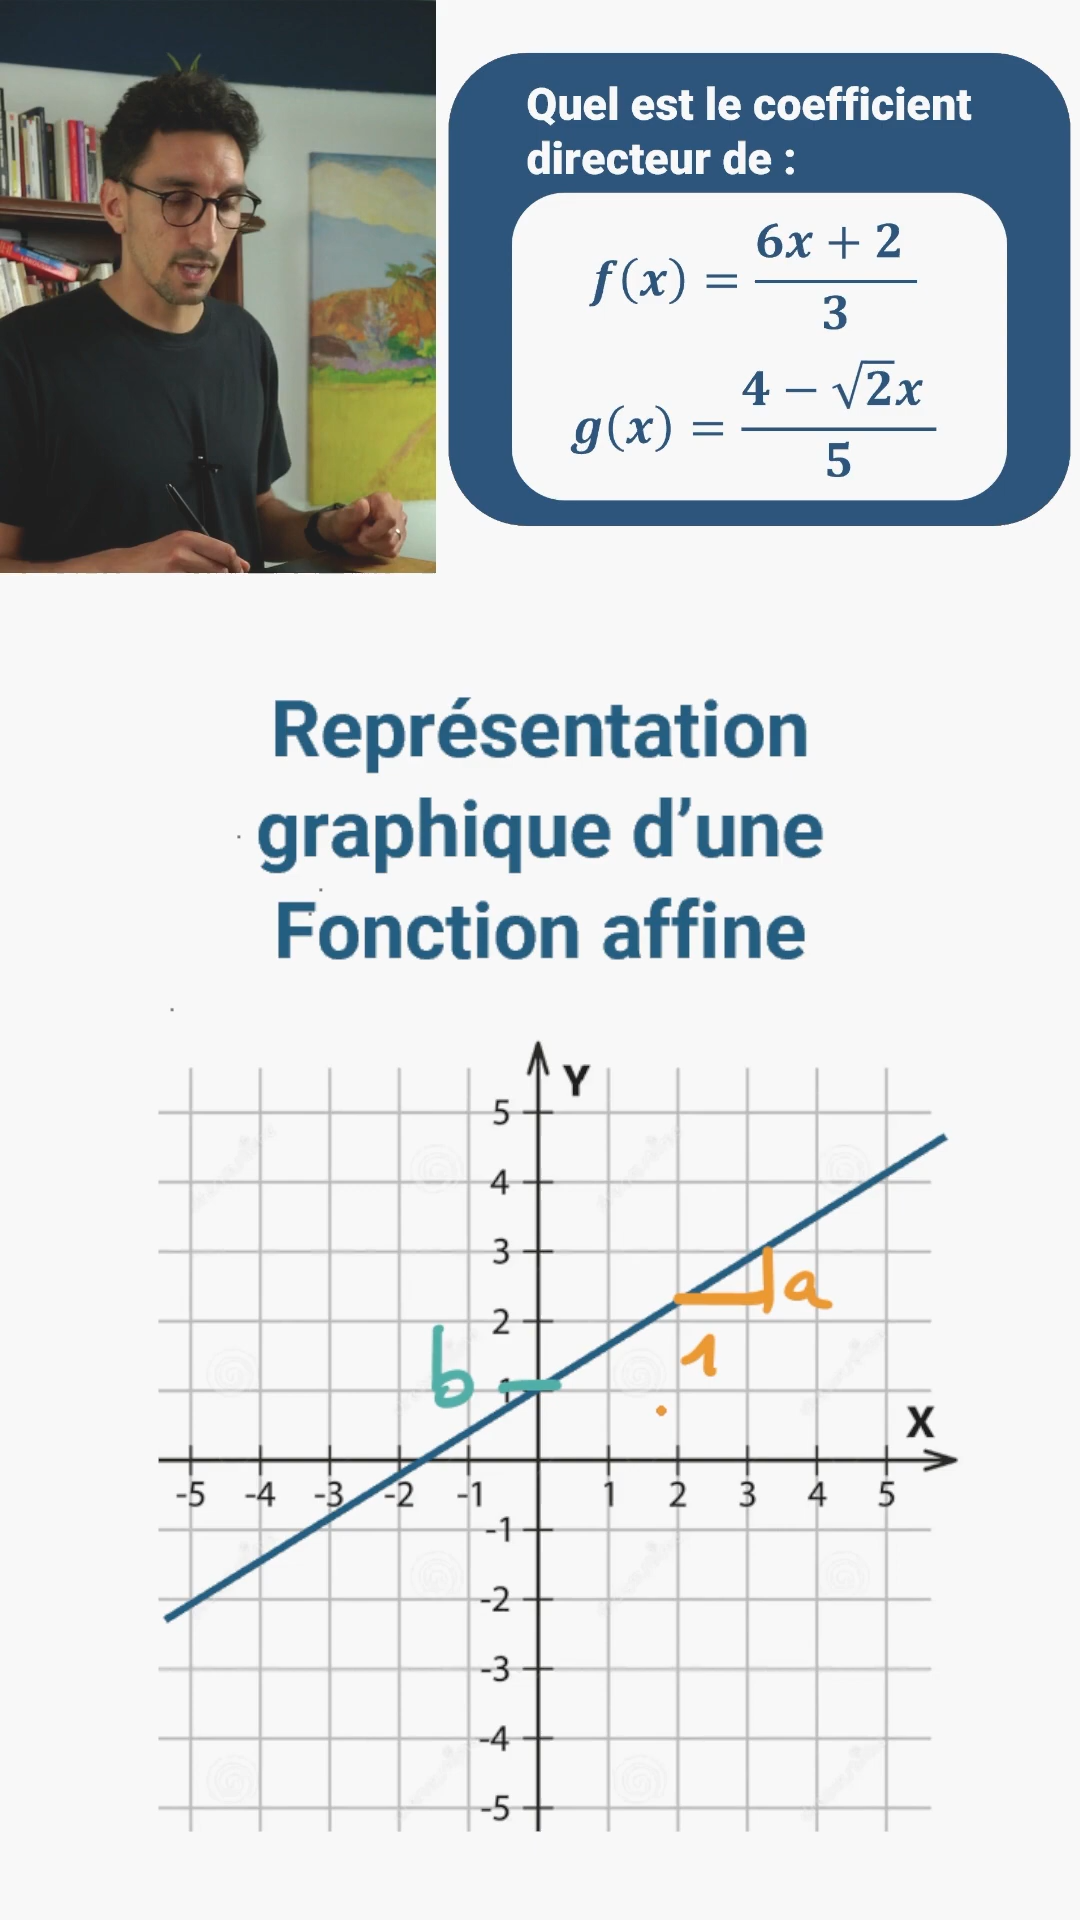 Quel est le coefficient
directeur de :
f(x) = (6x + 2)/3
g(x) = (4 − √2x)/5
Représentation
graphique d’une
Fonction affine
Y
5
4
3
2
1
b
a
1
X
-5 -4 -3 -2 -1 1 2 3 4 5
-1
-2
-3
-4
-5